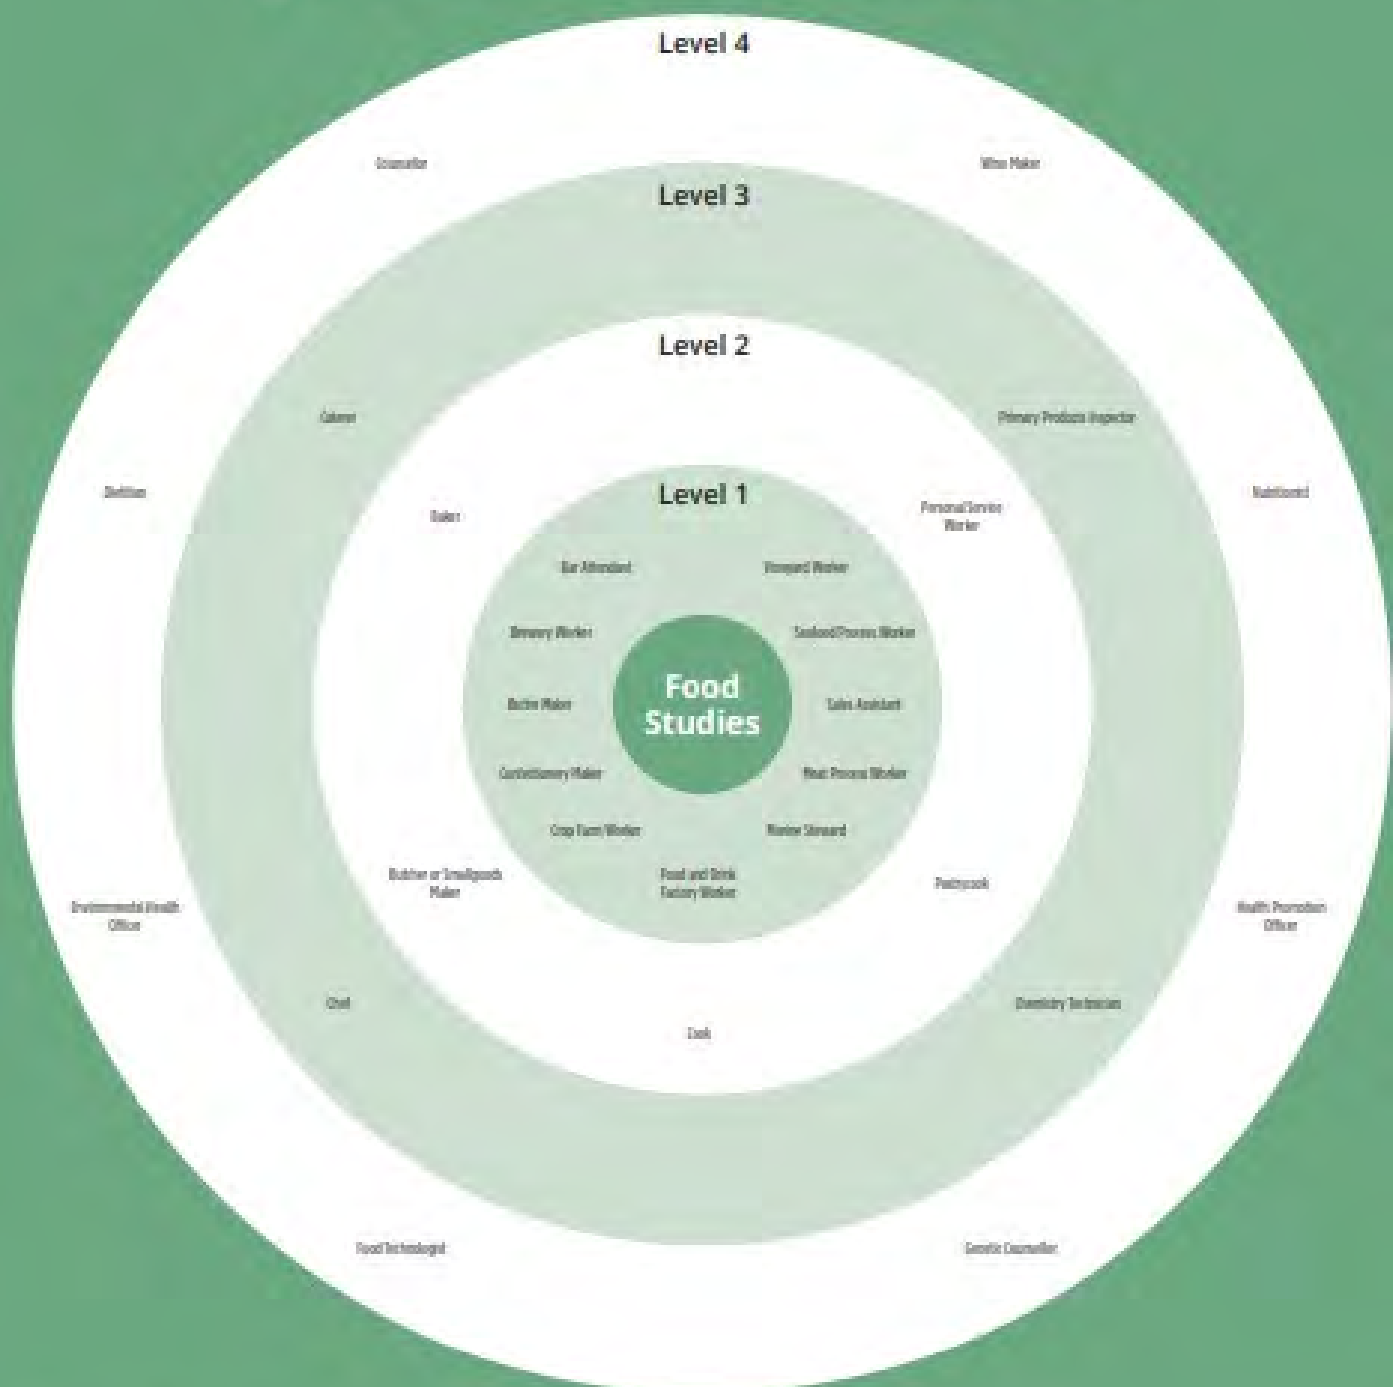 Level 4
Counsellor
Wine Maker
Level 3
Level 2
Caterer
Primary Products Inspector
Dietitian
Level 1
Nutritionist
Baker
Personal Service
Worker
Bar Attendant
Vineyard Worker
Brewery Worker
Seafood Process Worker
Food
Studies
Maker
Sales Assistant
Confectionery Maker
Meat Process Worker
Crop Farm Worker
Marine Steward
Butcher or Smallgoods
Maker
Food and Drink
Factory Worker
Pastrycook
Environmental Health
Officer
Health Promotion
Officer
Chef
Chemistry Technician
Cook
Food Technologist
Genetic Counsellor